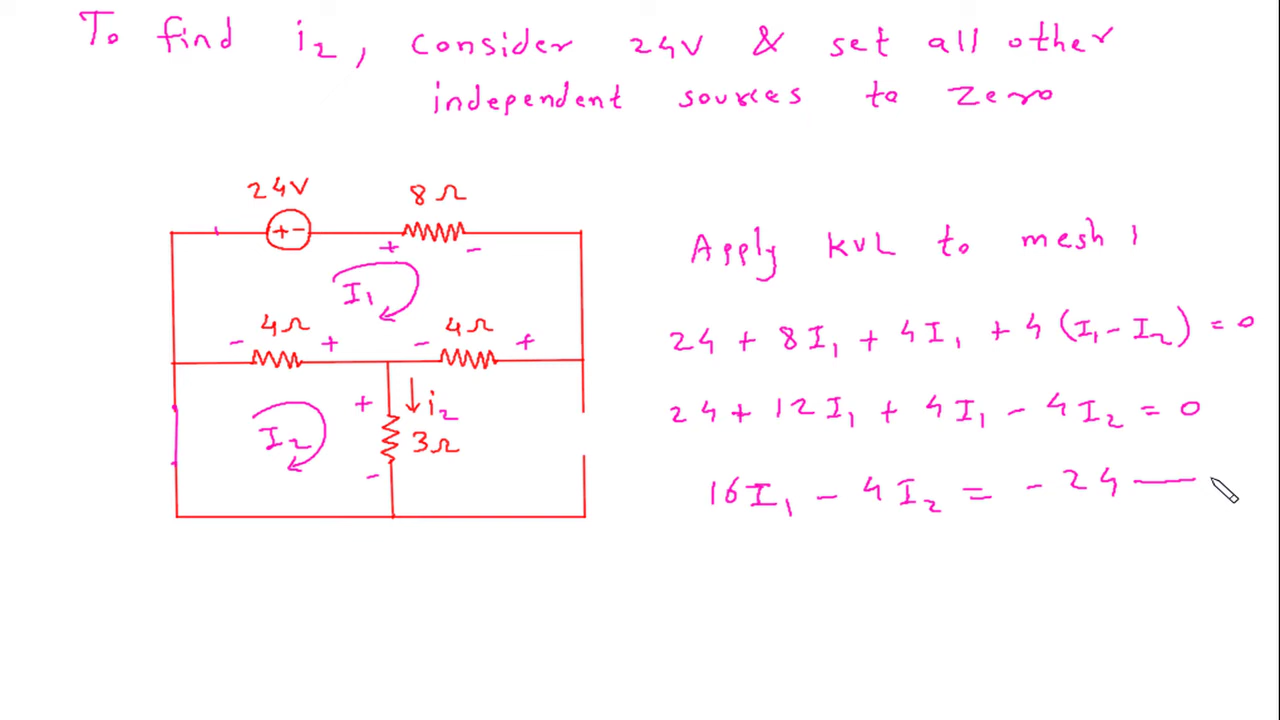 To find i₂, consider 24V & set all other
independent sources to zero
24V
8Ω
+-
+ -
I₁
Apply kVL to mesh 1
24 + 8I₁ + 4I₁ + 4(I₁ - I₂) = 0
4Ω 4Ω
- + - +
+ i₂
I₂ 3Ω
-
24 + 12I₁ + 4I₁ - 4I₂ = 0
16I₁ - 4I₂ = -24 —